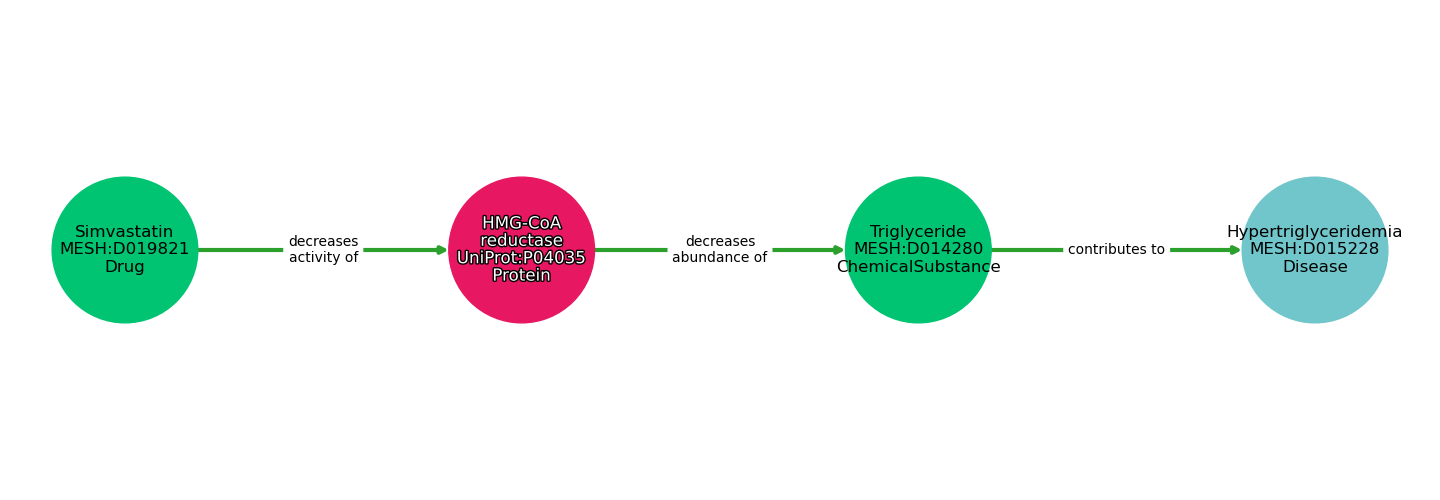 Simvastatin
MESH:D019821
Drug
decreases
activity of
HMG-CoA
reductase
UniProt:P04035
Protein
decreases
abundance of
Triglyceride
MESH:D014280
ChemicalSubstance
contributes to
Hypertriglyceridemia
MESH:D015228
Disease